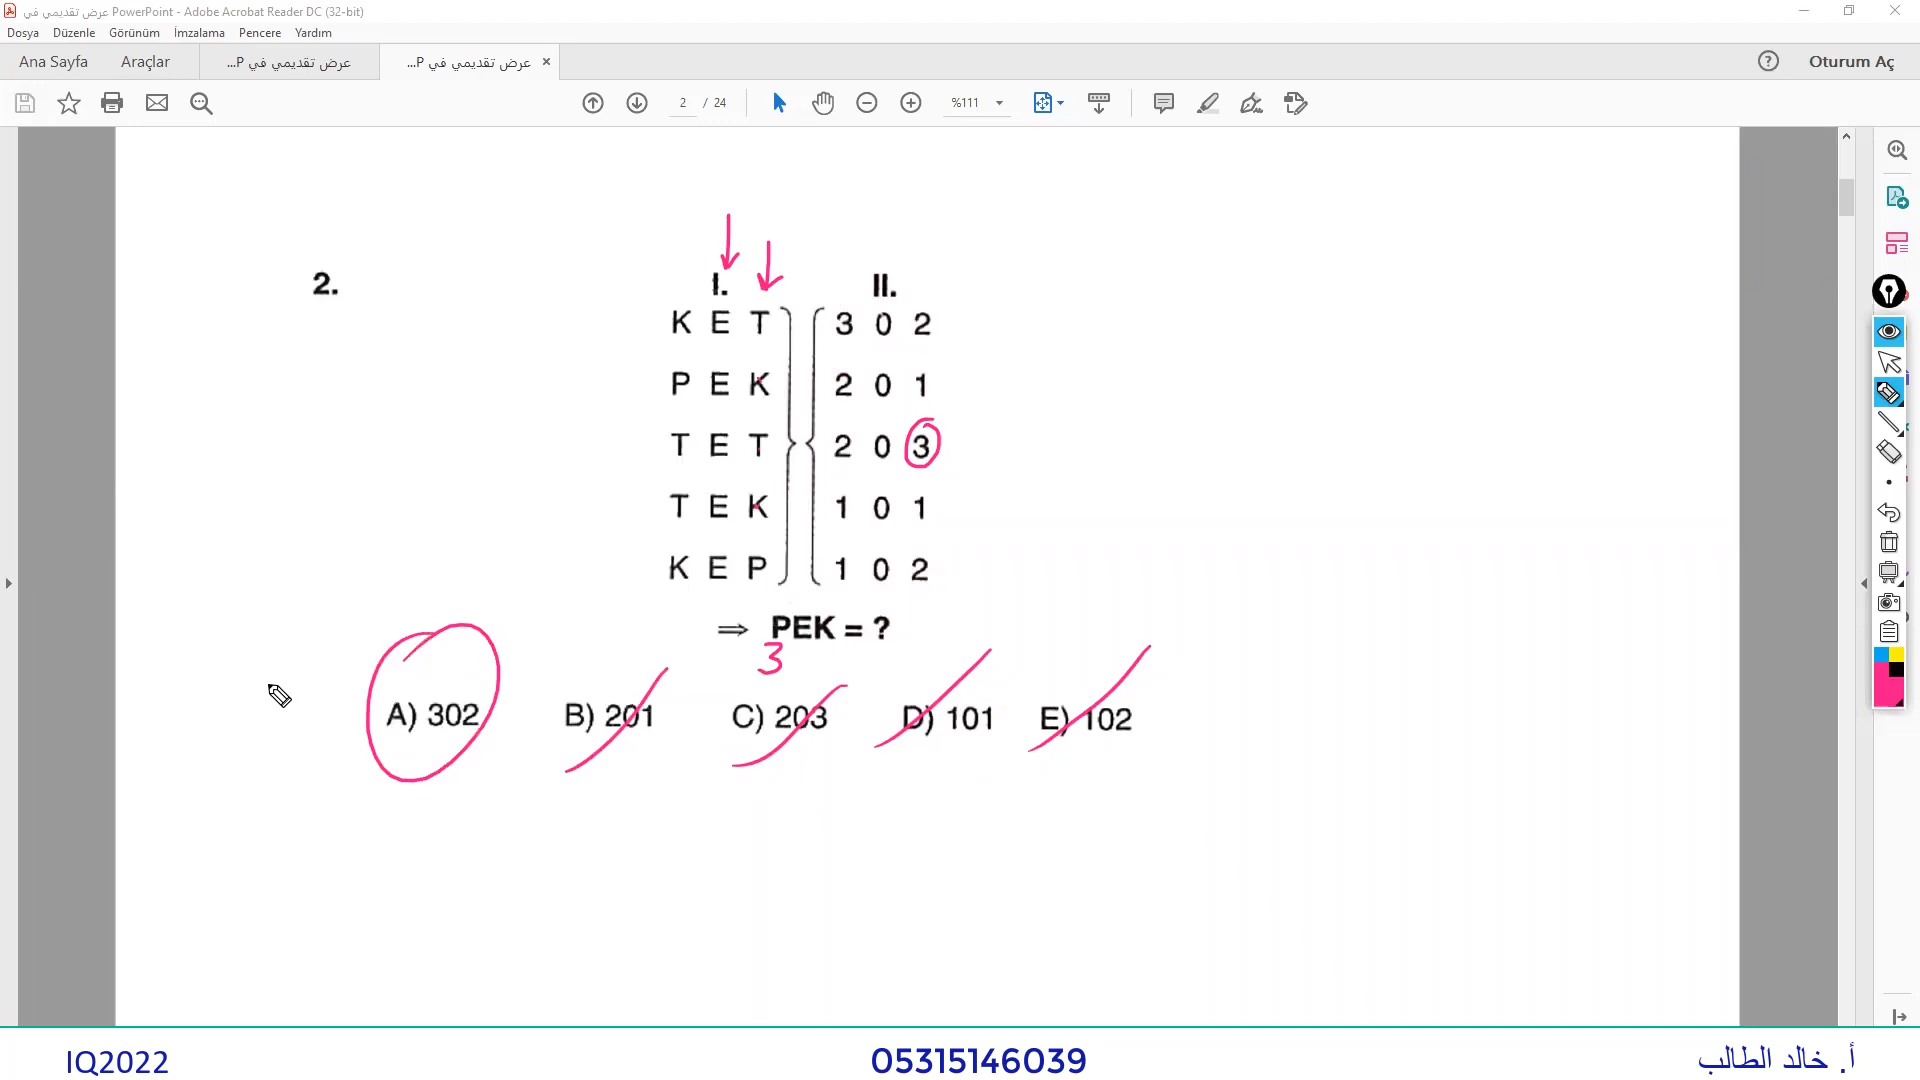 عرض تقديمي في PowerPoint - Adobe Acrobat Reader DC (32-bit)
Dosya Düzenle Görünüm İmzalama Pencere Yardım
Ana Sayfa Araçlar عرض تقديمي في P... عرض تقديمي في P... × ? Oturum Aç
2 / 24 %111
2.
I. II.
K E T 3 0 2
P E K 2 0 1
T E T 2 0 3
T E K 1 0 1
K E P 1 0 2
⇒ PEK = ?
3
A) 302 B) 201 C) 203 D) 101 E) 102
IQ2022 05315146039 أ. خالد الطالب